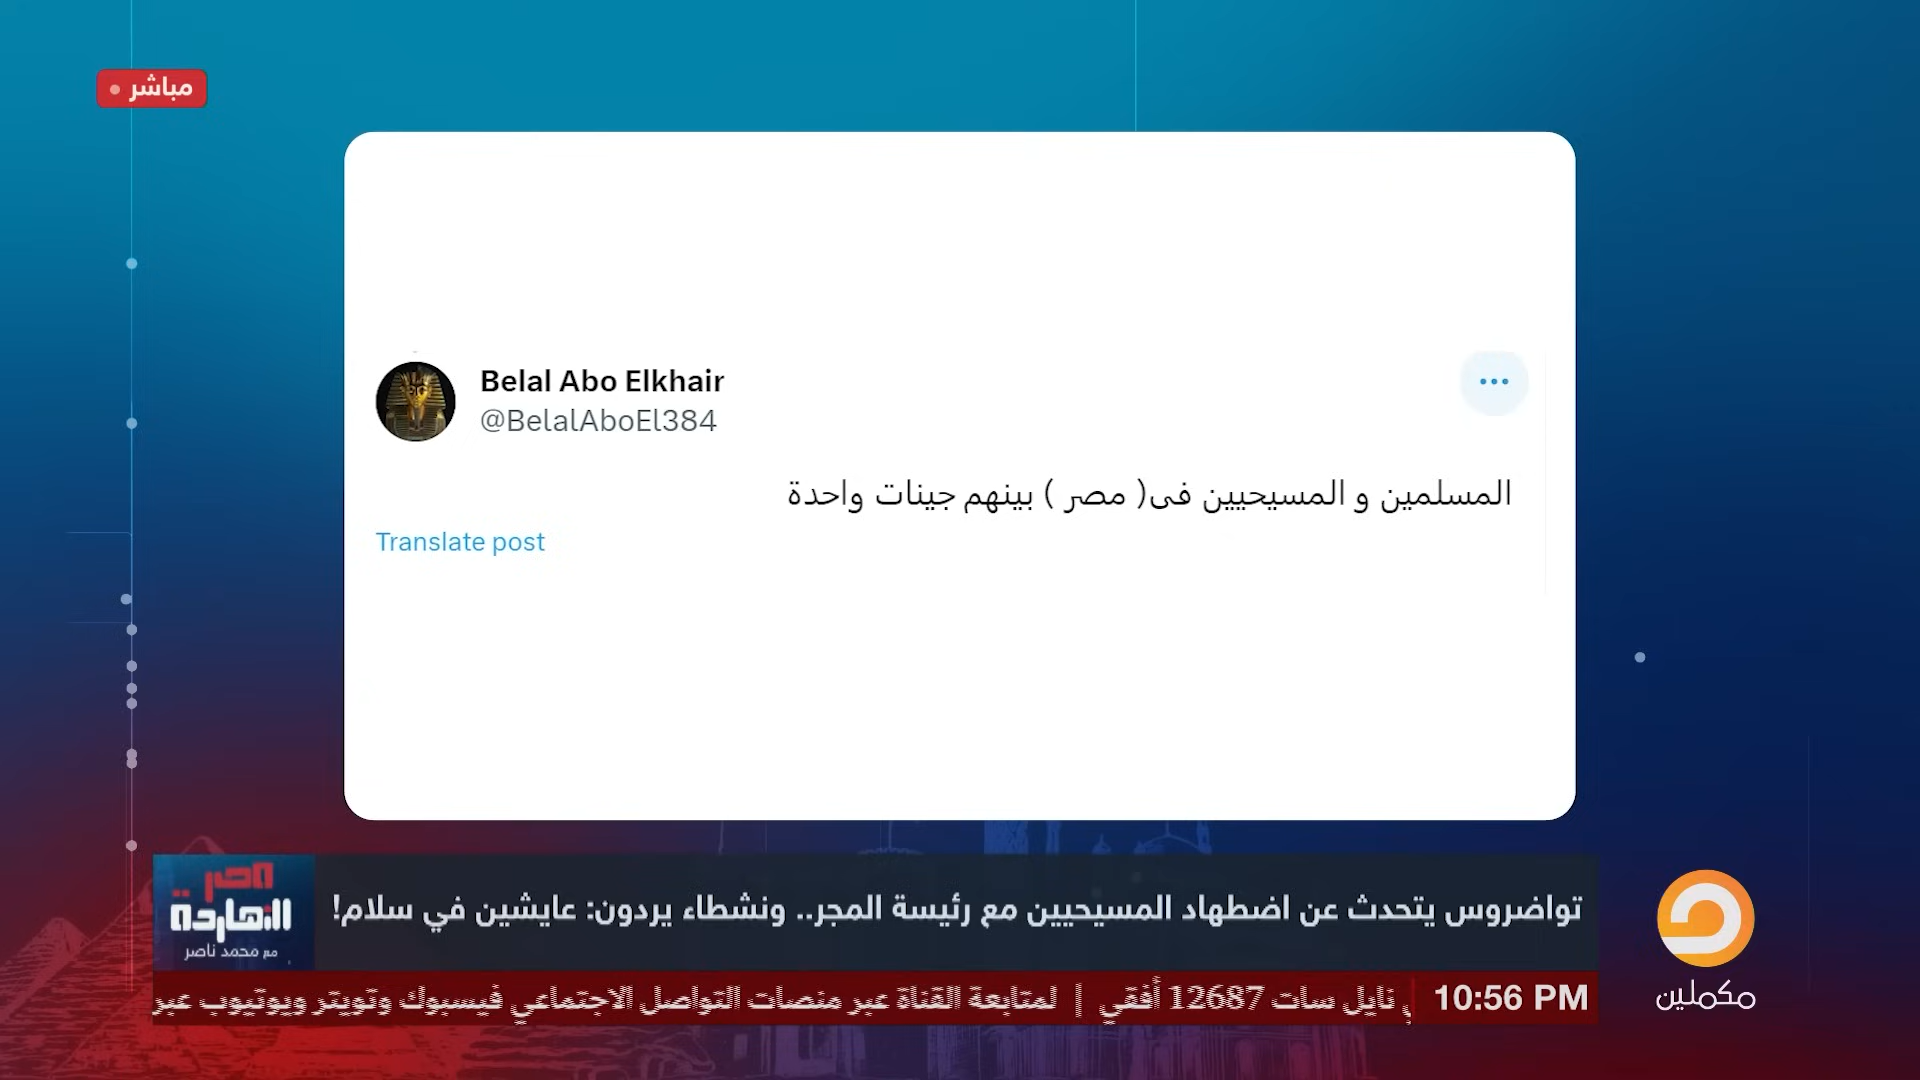 مباشر
Belal Abo Elkhair
@BelalAboEl384
المسلمين و المسيحيين فى( مصر ) بينهم جينات واحدة
Translate post
مصر النهاردة
مع محمد ناصر
تواضروس يتحدث عن اضطهاد المسيحيين مع رئيسة المجر.. ونشطاء يردون: عايشين في سلام!
نايل سات 12687 أفقي | لمتابعة القناة عبر منصات التواصل الاجتماعي فيسبوك وتويتر ويوتيوب عبر
10:56 PM
مكملين